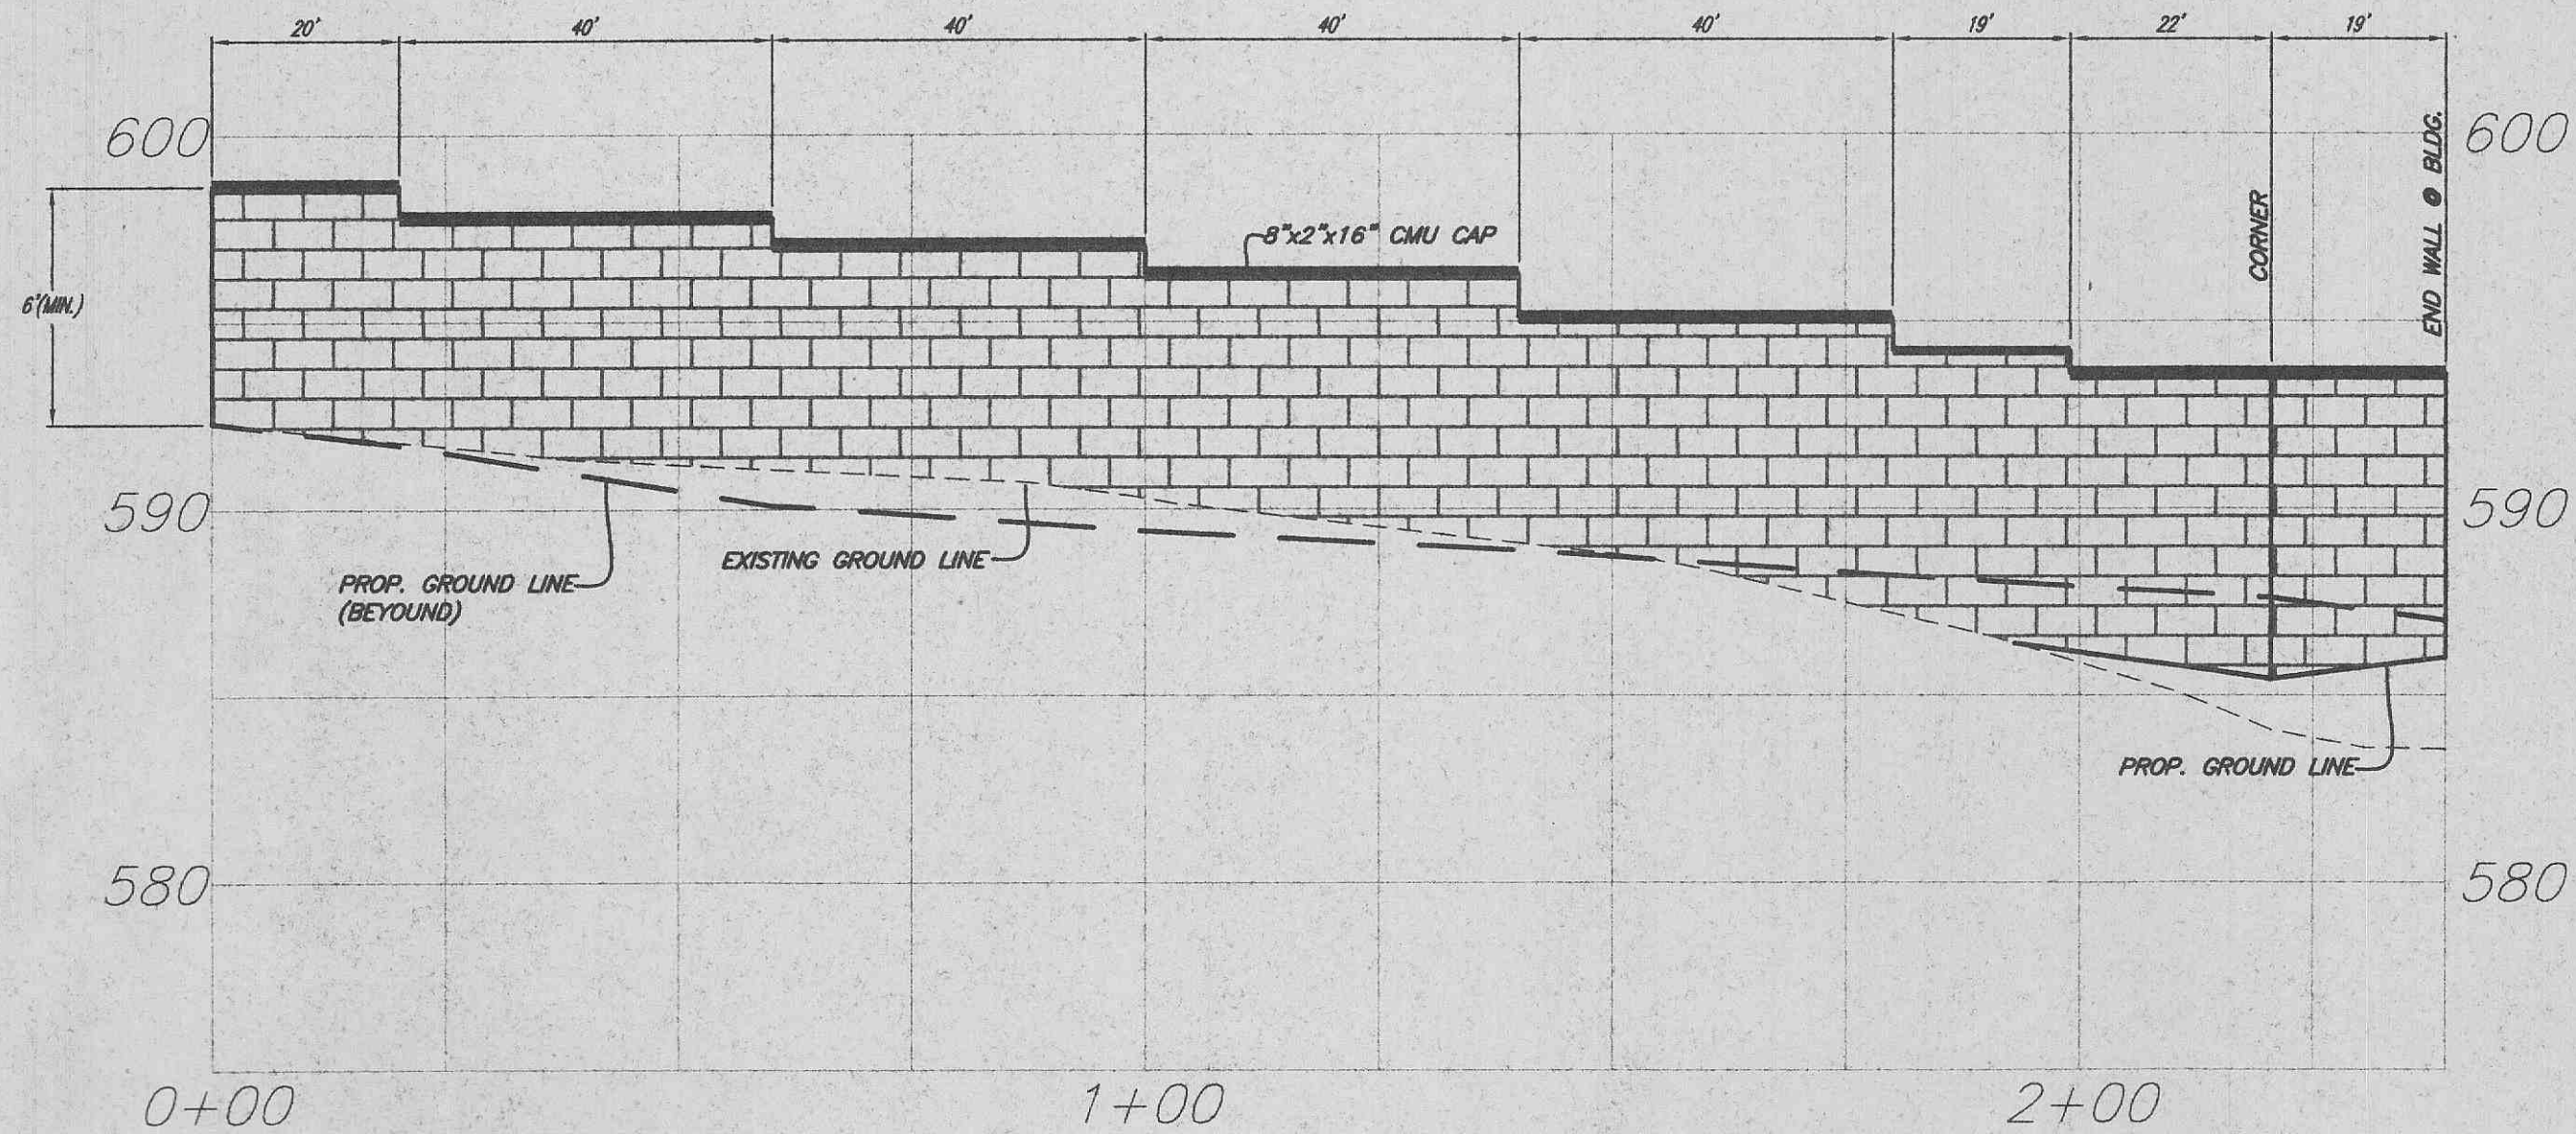 20'
40'
40'
40'
40'
19'
22'
19'
600
600
6'(MIN.)
8"x2"x16" CMU CAP
CORNER
END WALL @ BLDG.
590
590
PROP. GROUND LINE
(BEYOUND)
EXISTING GROUND LINE
PROP. GROUND LINE
580
580
0+00
1+00
2+00